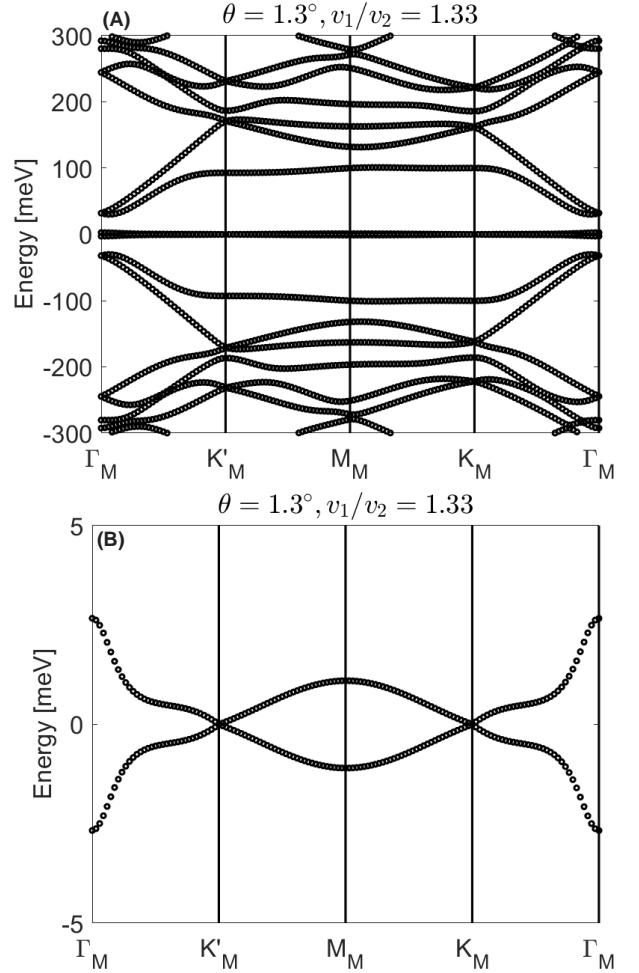 (A)
θ = 1.3°, v₁/v₂ = 1.33
300
200
100
0
-100
-200
-300
Energy [meV]
Γ_M K'_M M_M K_M Γ_M
(B)
θ = 1.3°, v₁/v₂ = 1.33
5
0
-5
Energy [meV]
Γ_M K'_M M_M K_M Γ_M